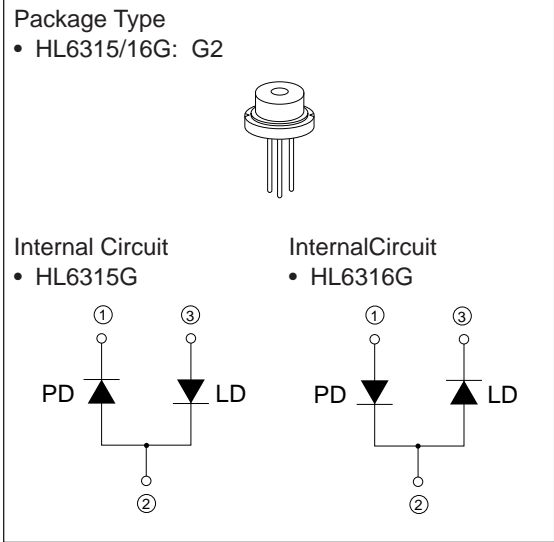 Package Type
• HL6315/16G: G2
Internal Circuit
• HL6315G
InternalCircuit
• HL6316G
① ③
PD LD
②
① ③
PD LD
②